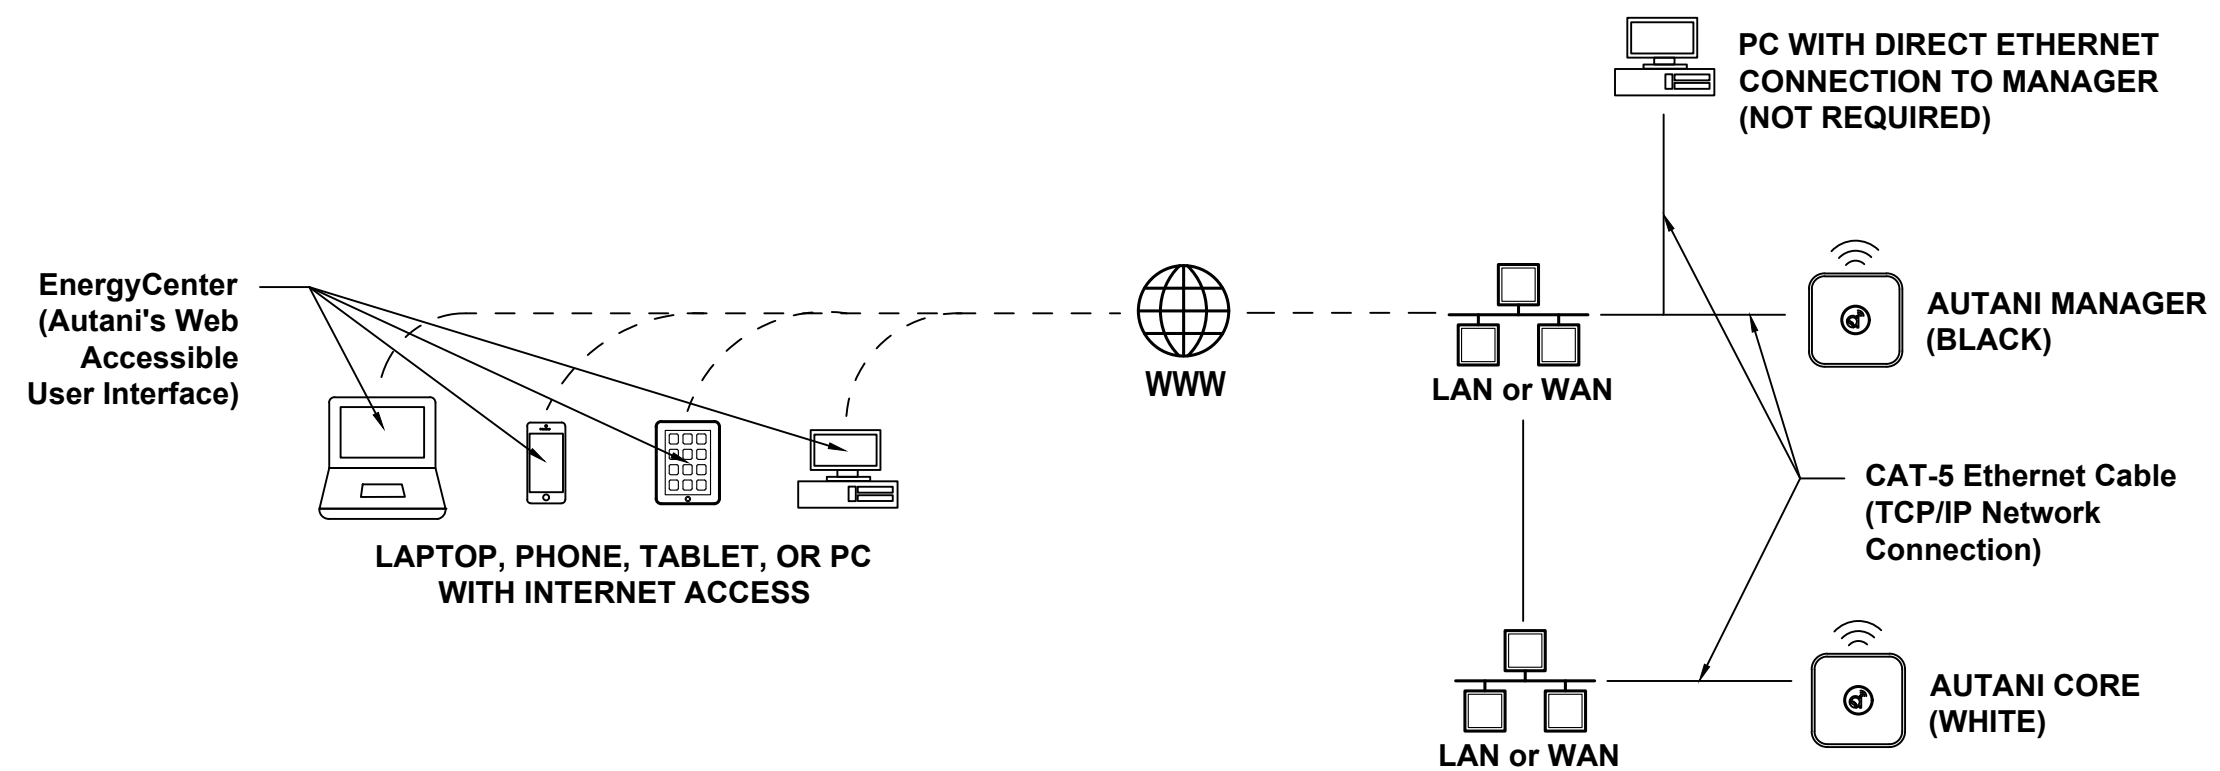 PC WITH DIRECT ETHERNET
CONNECTION TO MANAGER
(NOT REQUIRED)
EnergyCenter
(Autani's Web
Accessible
User Interface)
AUTANI MANAGER
(BLACK)
WWW
LAN or WAN
CAT-5 Ethernet Cable
(TCP/IP Network
Connection)
LAPTOP, PHONE, TABLET, OR PC
WITH INTERNET ACCESS
AUTANI CORE
(WHITE)
LAN or WAN